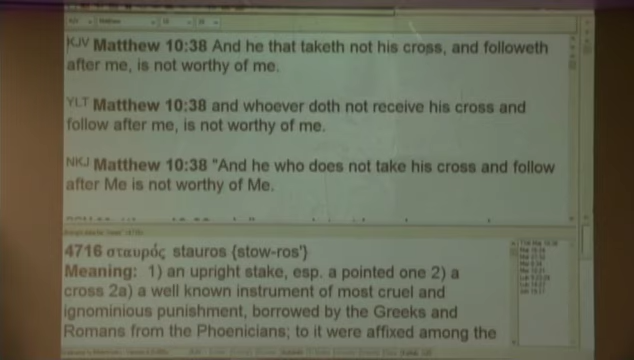 KJV Matthew 10:38 And he that taketh not his cross, and followeth
after me, is not worthy of me.
YLT Matthew 10:38 and whoever doth not receive his cross and
follow after me, is not worthy of me.
NKJ Matthew 10:38 "And he who does not take his cross and follow
after Me is not worthy of Me.
4716 σταυρός stauros {stow-ros'}
Meaning: 1) an upright stake, esp. a pointed one 2) a
cross 2a) a well known instrument of most cruel and
ignominious punishment, borrowed by the Greeks and
Romans from the Phoenicians; to it were affixed among the